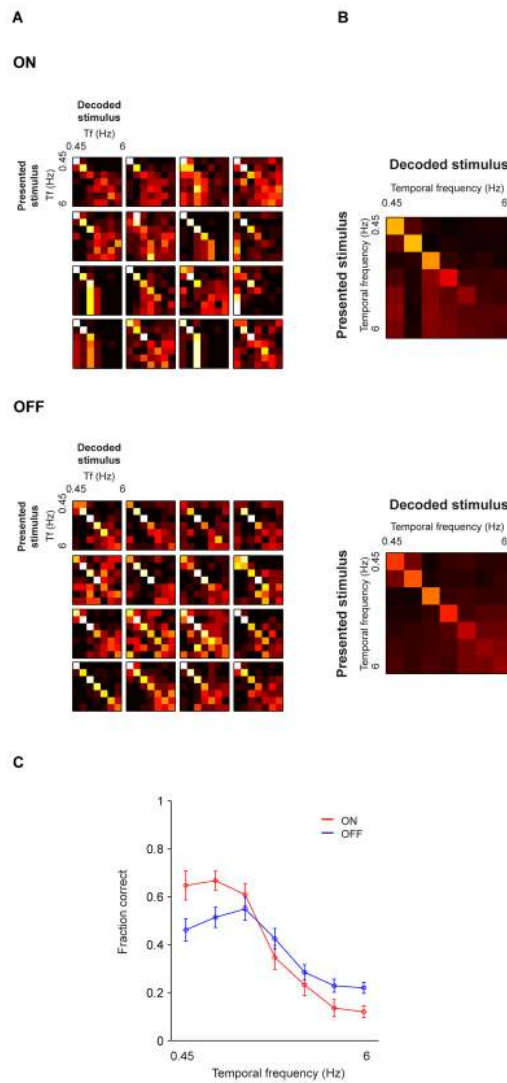 A
B
ON
Decoded
stimulus
Tf (Hz)
0.45
6
Presented
stimulus
Tf (Hz)
0.45
6
Decoded stimulus
Temporal frequency (Hz)
0.45
6
Presented stimulus
Temporal frequency (Hz)
0.45
6
OFF
Decoded
stimulus
Tf (Hz)
0.45
6
Presented
stimulus
Tf (Hz)
0.45
6
Decoded stimulus
Temporal frequency (Hz)
0.45
6
Presented stimulus
Temporal frequency (Hz)
0.45
6
C
1
0.8
0.6
0.4
0.2
0
Fraction correct
ON
OFF
0.45
6
Temporal frequency (Hz)